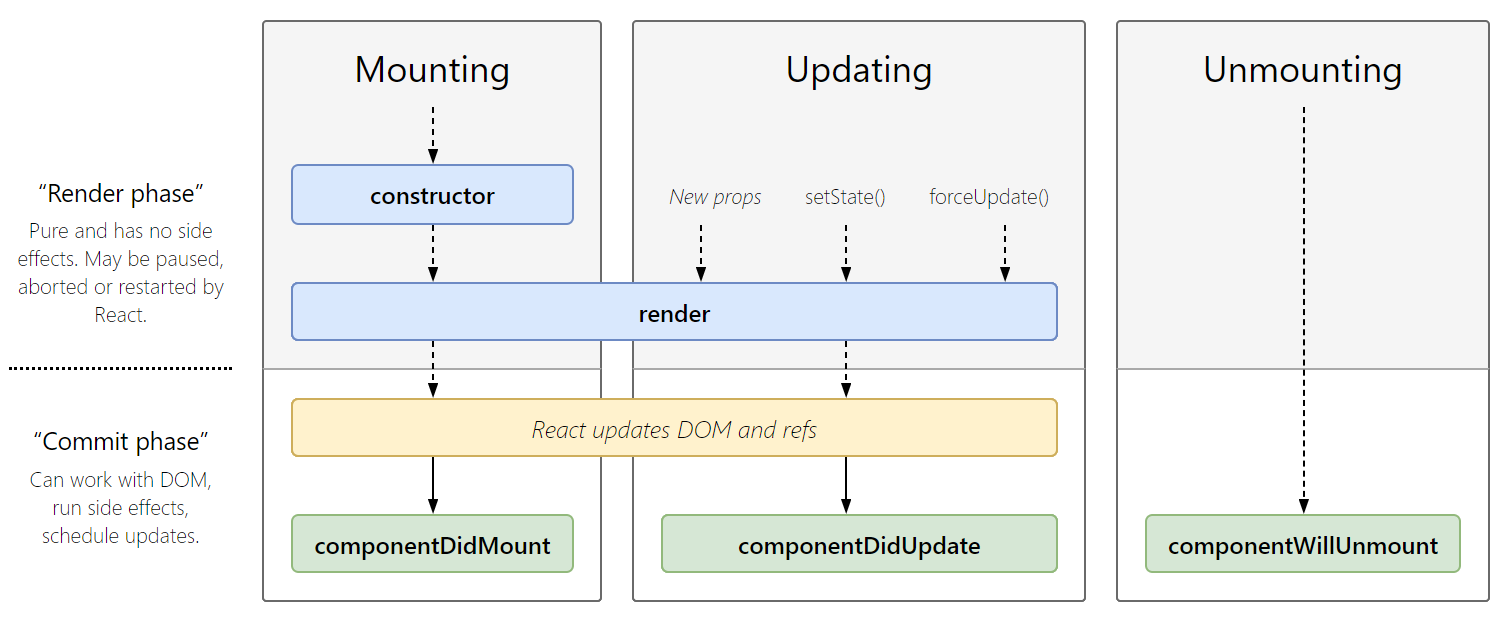 Mounting
Updating
Unmounting
“Render phase”
Pure and has no side
effects. May be paused,
aborted or restarted by
React.
constructor
New props
setState()
forceUpdate()
render
“Commit phase”
Can work with DOM,
run side effects,
schedule updates.
React updates DOM and refs
componentDidMount
componentDidUpdate
componentWillUnmount